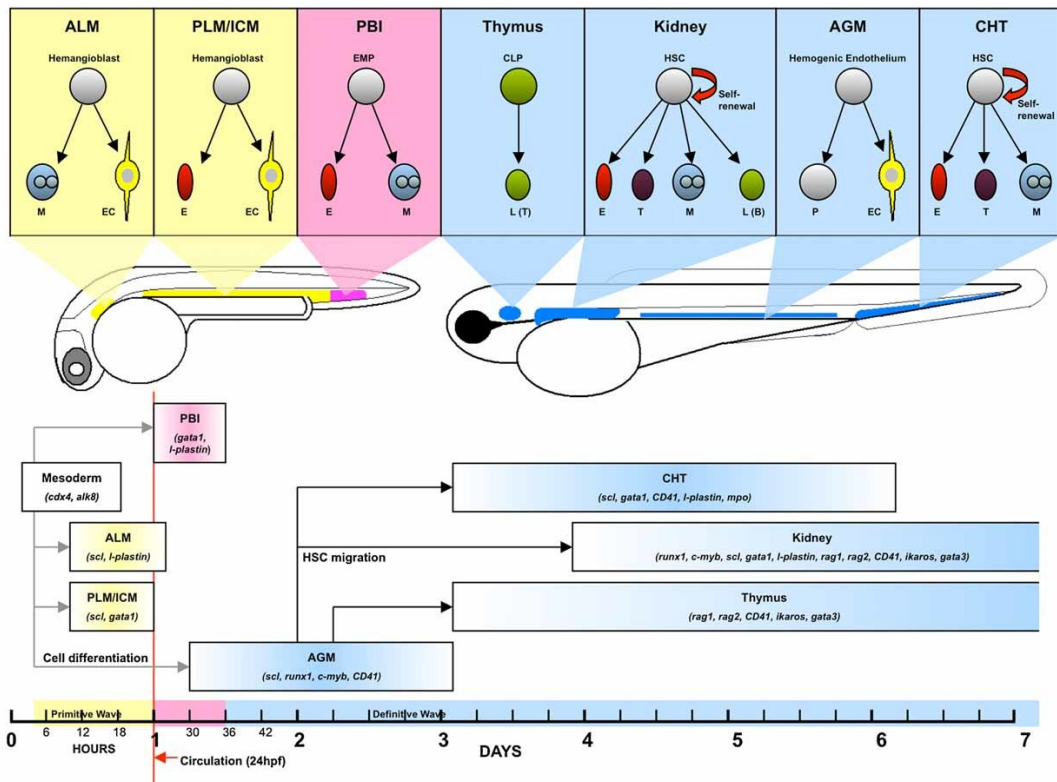 ALM
PLM/ICM
PBI
Thymus
Kidney
AGM
CHT
Hemangioblast
Hemangioblast
EMP
CLP
HSC
Hemogenic Endothelium
HSC
Self-
renewal
Self-
renewal
M
EC
E
EC
E
M
L (T)
E
T
M
L (B)
P
EC
E
T
M
PBI
(gata1,
l-plastin)
Mesoderm
(cdx4, alk8)
CHT
(scl, gata1, CD41, l-plastin, mpo)
ALM
(scl, l-plastin)
HSC migration
Kidney
(runx1, c-myb, scl, gata1, l-plastin, rag1, rag2, CD41, ikaros, gata3)
PLM/ICM
(scl, gata1)
Thymus
(rag1, rag2, CD41, ikaros, gata3)
Cell differentiation
AGM
(scl, runx1, c-myb, CD41)
Primitive Wave
Definitive Wave
0 6 12 18 1 30 36 42 2 3 4 5 6 7
HOURS
DAYS
Circulation (24hpf)